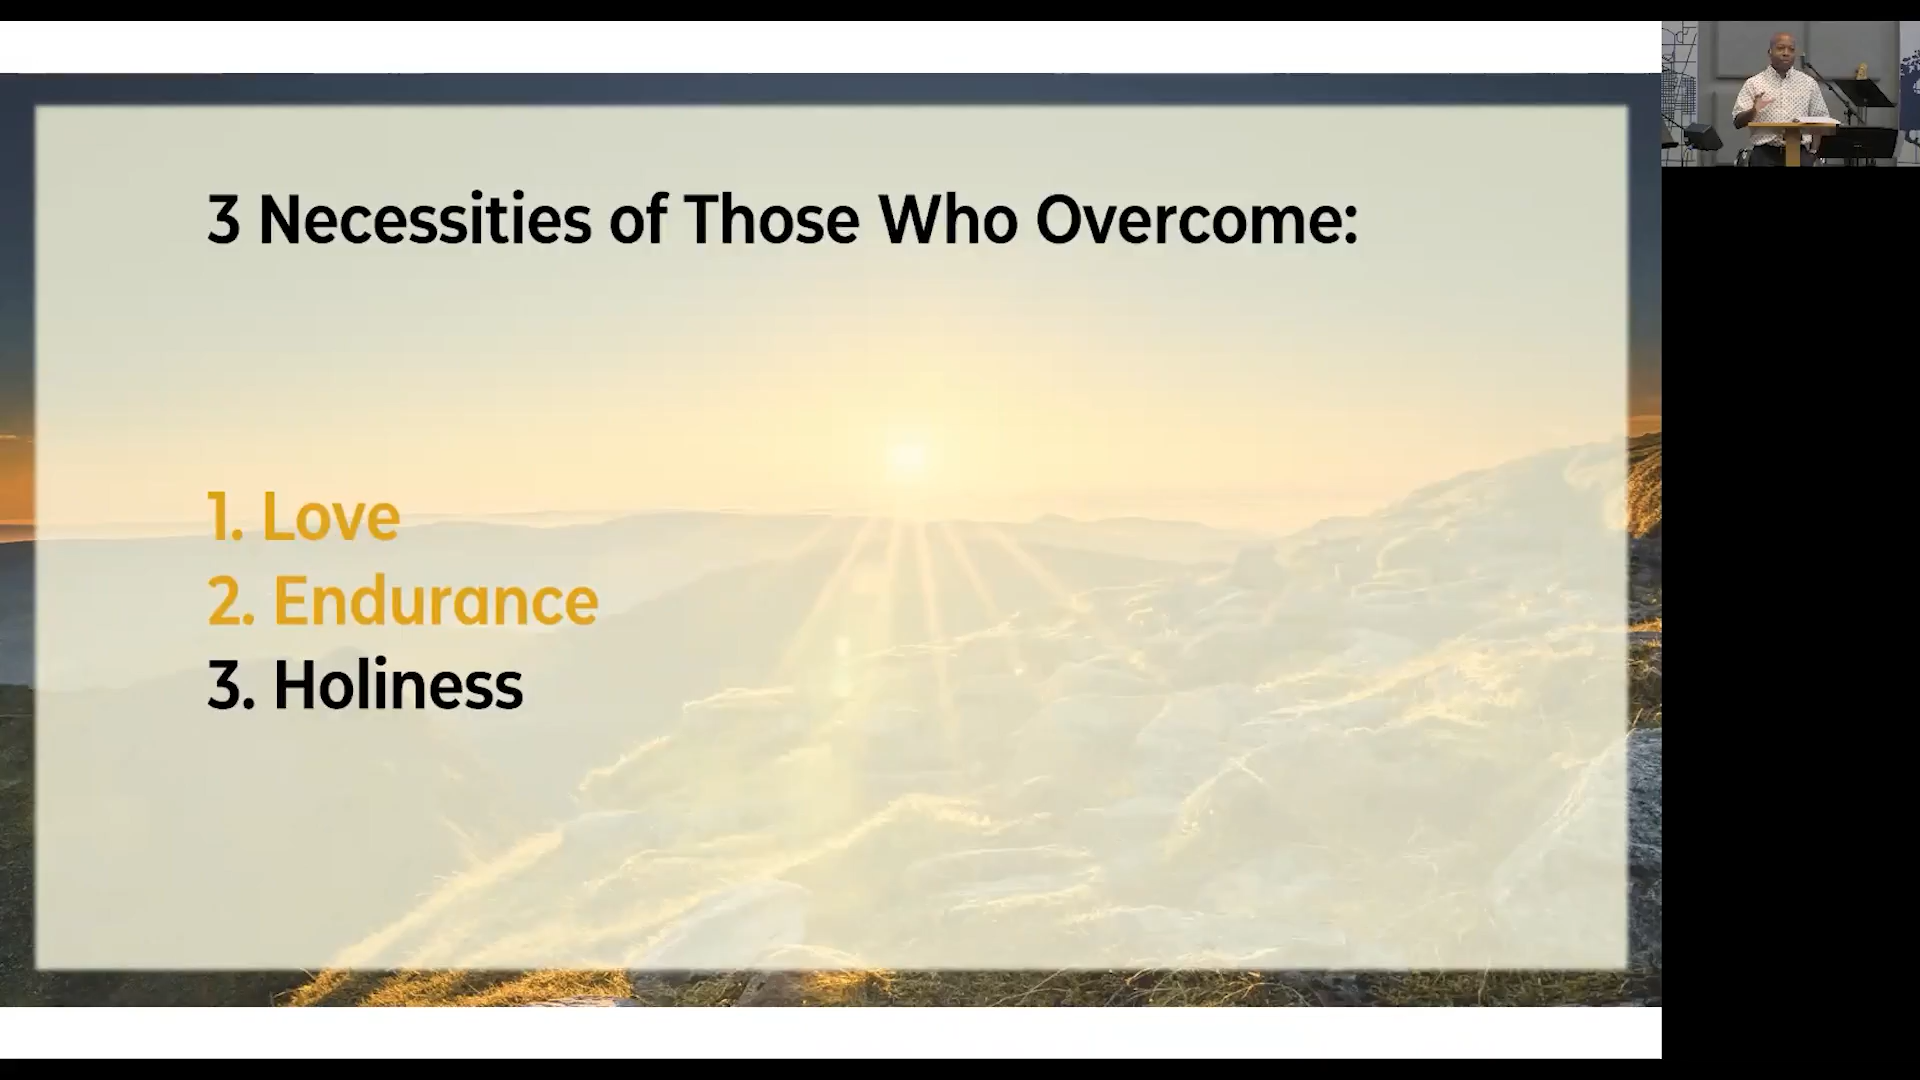 3 Necessities of Those Who Overcome:
1. Love
2. Endurance
3. Holiness